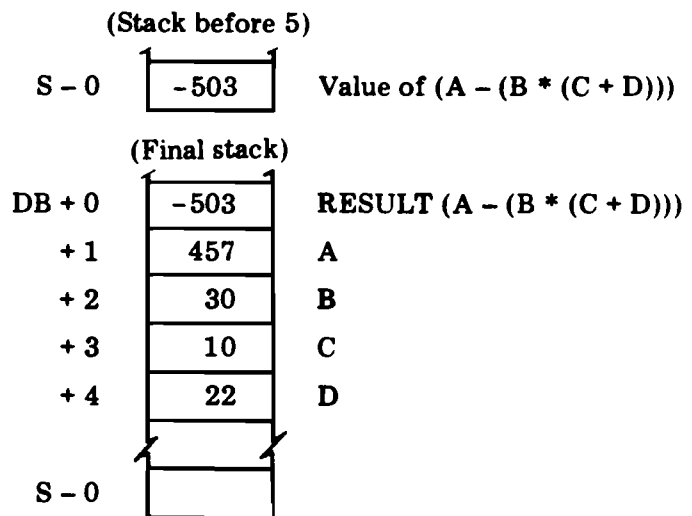 (Stack before 5)
S – 0 -503 Value of (A – (B * (C + D)))
(Final stack)
DB + 0 -503 RESULT (A – (B * (C + D)))
+ 1 457 A
+ 2 30 B
+ 3 10 C
+ 4 22 D
S – 0